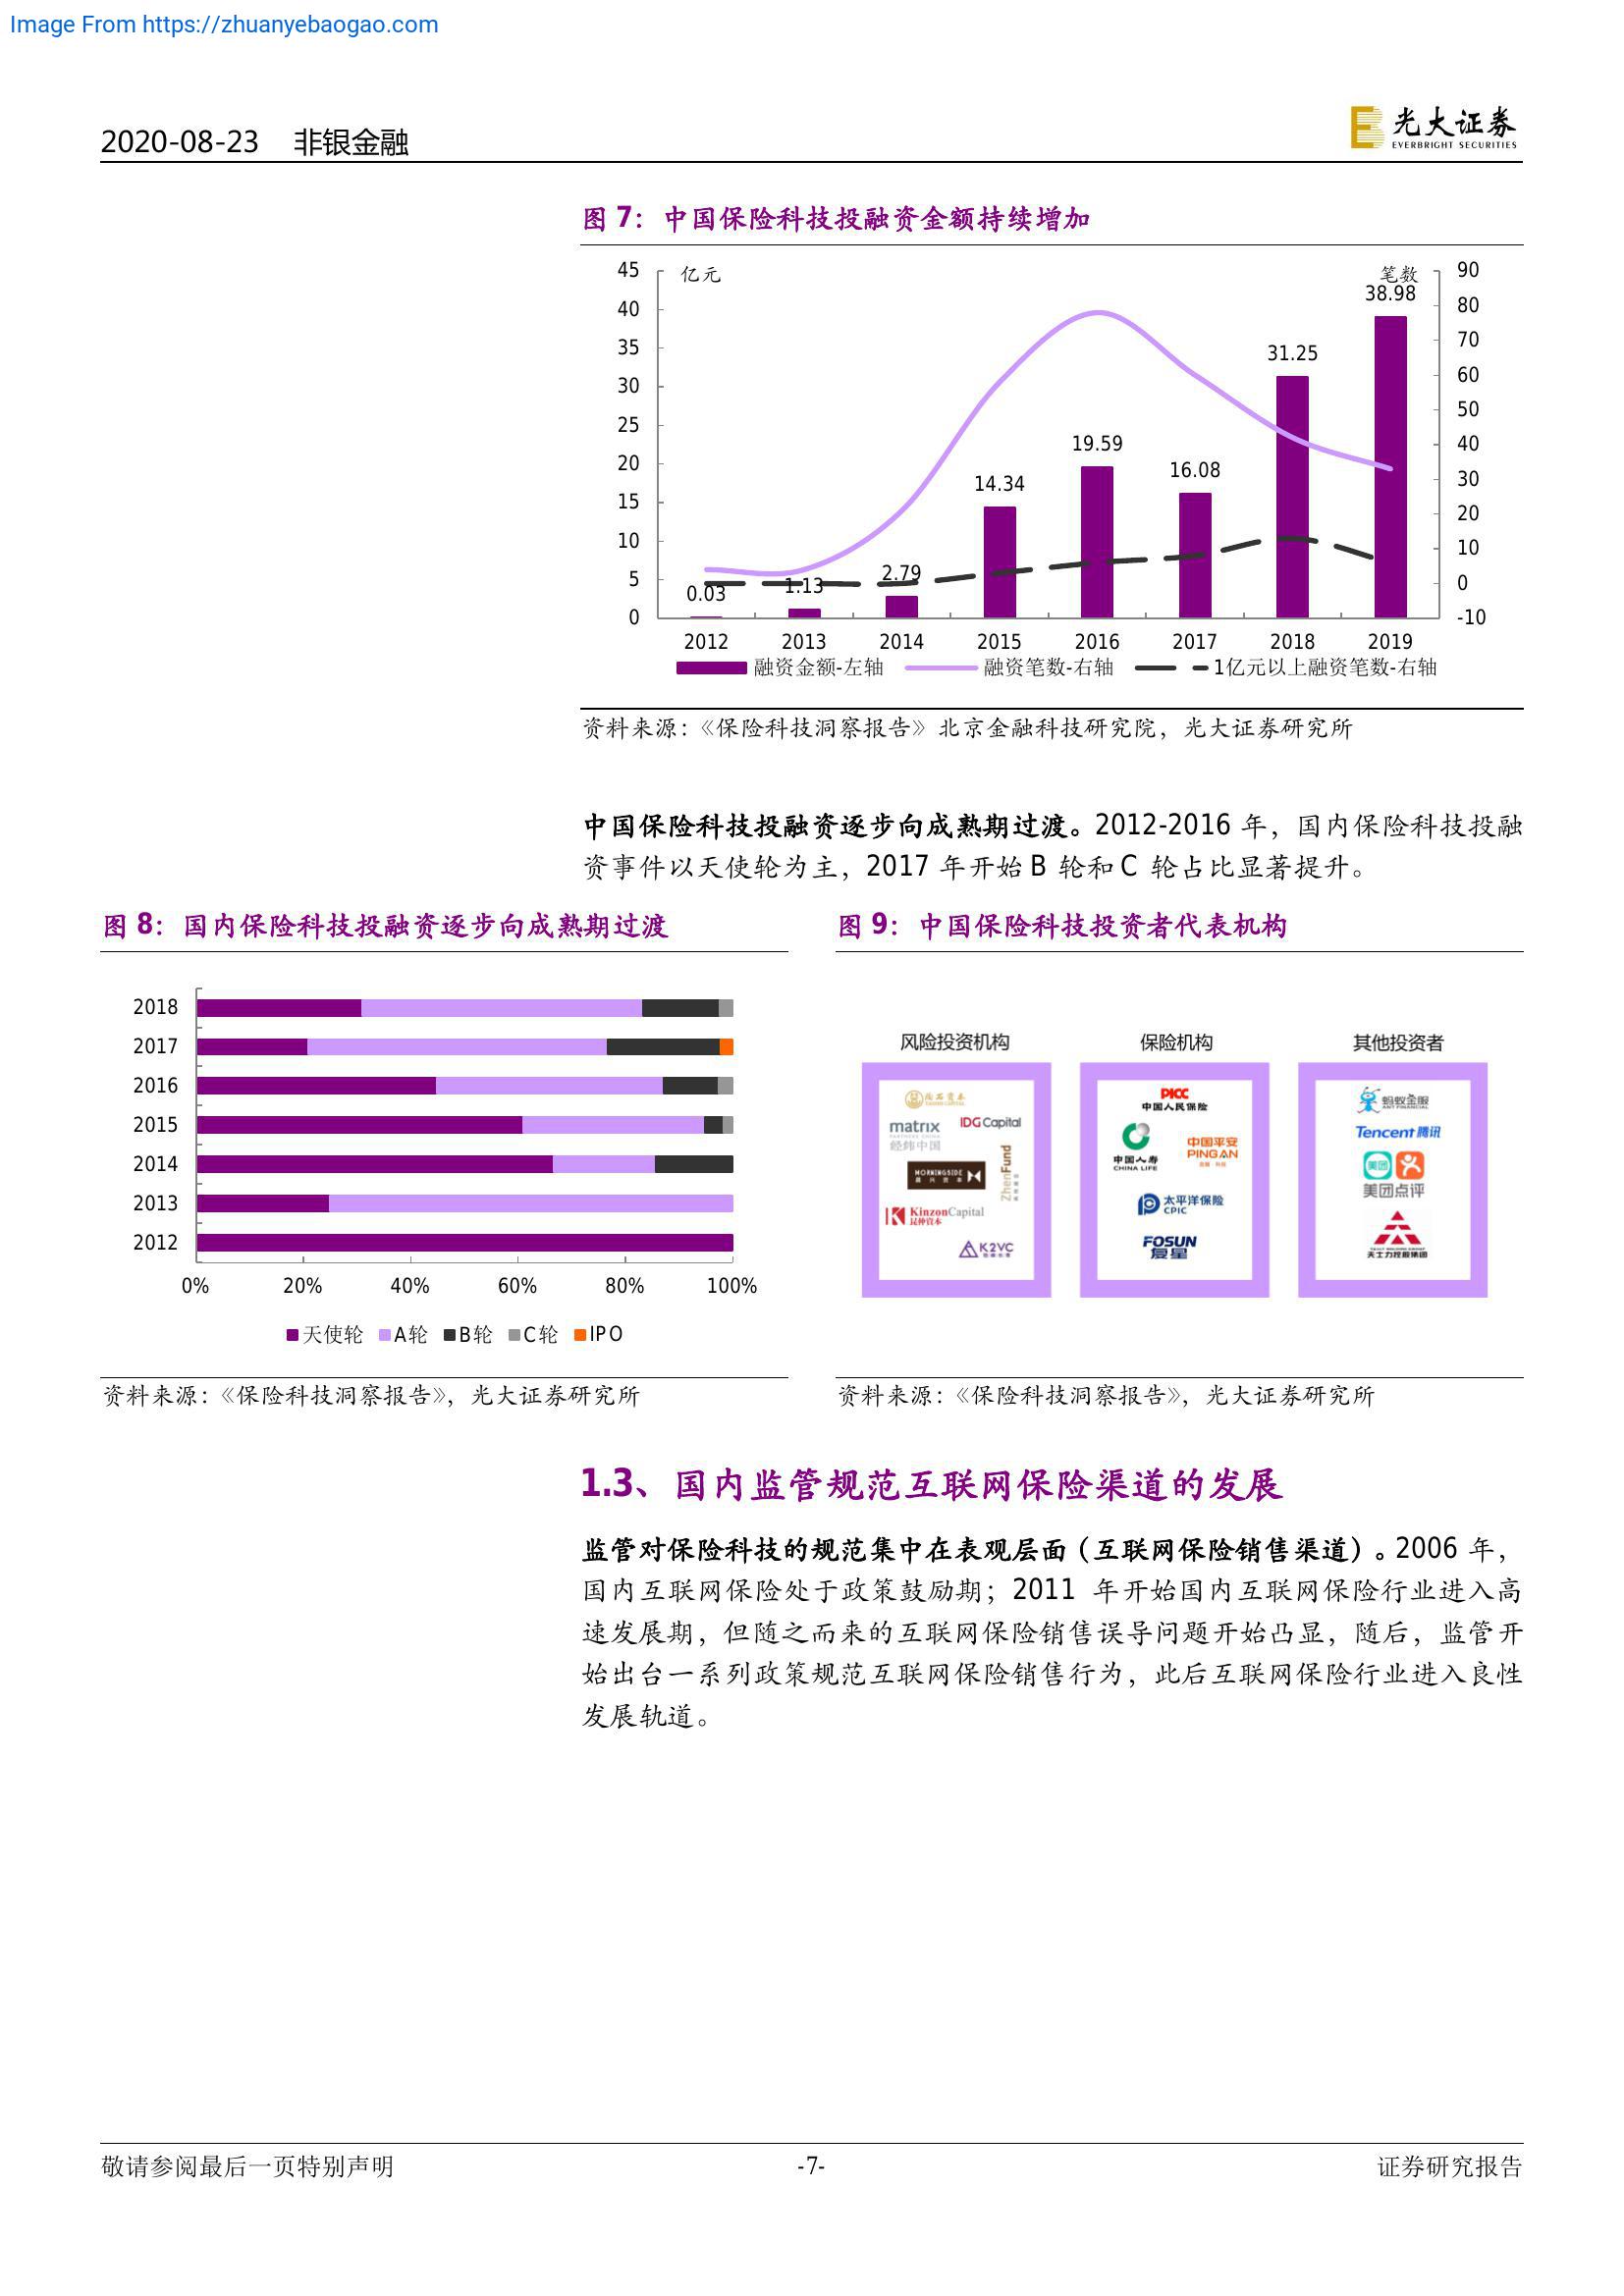 Image From https://zhuanyebaogao.com
2020-08-23 非银金融
光大证券
EVERBRIGHT SECURITIES
图 7：中国保险科技投融资金额持续增加
亿元
笔数
45
40
35
30
25
20
15
10
5
0
90
80
70
60
50
40
30
20
10
0
-10
0.03
1.13
2.79
14.34
19.59
16.08
31.25
38.98
2012 2013 2014 2015 2016 2017 2018 2019
融资金额-左轴 融资笔数-右轴 1亿元以上融资笔数-右轴
资料来源：《保险科技洞察报告》北京金融科技研究院，光大证券研究所
中国保险科技投融资逐步向成熟期过渡。2012-2016 年，国内保险科技投融
资事件以天使轮为主，2017 年开始 B 轮和 C 轮占比显著提升。
图 8：国内保险科技投融资逐步向成熟期过渡
2018
2017
2016
2015
2014
2013
2012
0% 20% 40% 60% 80% 100%
天使轮 A轮 B轮 C轮 IPO
资料来源：《保险科技洞察报告》，光大证券研究所
图 9：中国保险科技投资者代表机构
风险投资机构
matrix
经纬中国
IDG Capital
MORNINGSIDE
ZhenFund
KinzonCapital
昆仲资本
K2VC
保险机构
PICC
中国人民保险
中国人寿
CHINA LIFE
中国平安
PING AN
太平洋保险
CPIC
FOSUN
复星
其他投资者
蚂蚁金服
ANT FINANCIAL
Tencent 腾讯
美团
美团点评
天士力控股集团
资料来源：《保险科技洞察报告》，光大证券研究所
1.3、国内监管规范互联网保险渠道的发展
监管对保险科技的规范集中在表观层面（互联网保险销售渠道）。2006 年，
国内互联网保险处于政策鼓励期；2011 年开始国内互联网保险行业进入高
速发展期，但随之而来的互联网保险销售误导问题开始凸显，随后，监管开
始出台一系列政策规范互联网保险销售行为，此后互联网保险行业进入良性
发展轨道。
敬请参阅最后一页特别声明
-7-
证券研究报告